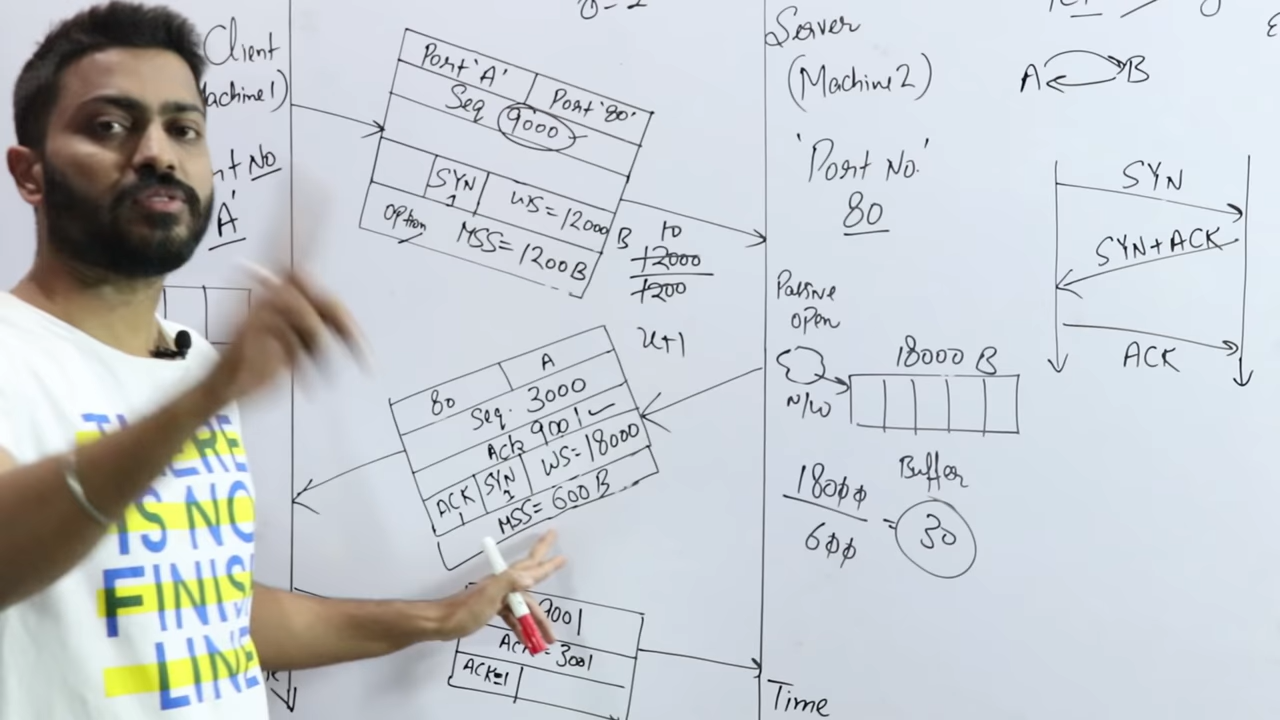 Client
Machine 1)
No
A'
Port 'A' Port '80'
Seq 9000
SYN
1
WS = 12000 B
option MSS = 1200B
10
12000
1200
x+1
80 A
Seq. 3000
Ack 9001
ACK
1
SYN
1
WS = 18000
MSS = 600 B
9001
ACK = 3001
ACK=1
Server
(Machine 2)
'Port No.'
80
Passive
open
N/W
18000 B
Buffer
18000
600
= 30
Time
A B
SYN
SYN + ACK
ACK
THERE
IS NO
FINISH
LINE